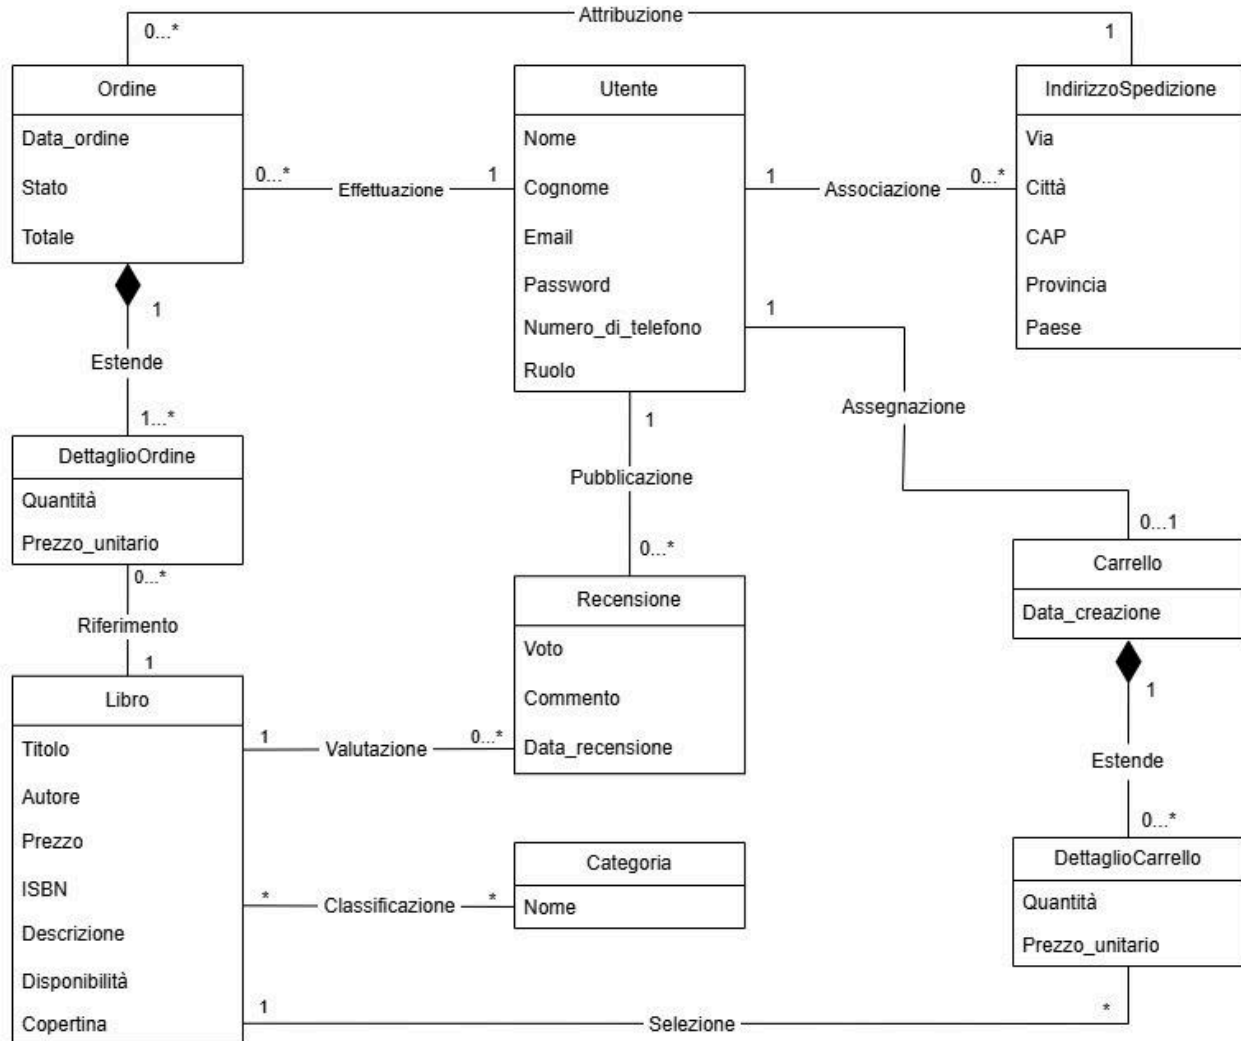 Attribuzione
0...*
1
Ordine
Data_ordine
Stato
Totale
Utente
Nome
Cognome
Email
Password
Numero_di_telefono
Ruolo
IndirizzoSpedizione
Via
Città
CAP
Provincia
Paese
0...*
Effettuazione
1
1
Associazione
0...*
1
Estende
1...*
1
Assegnazione
0...1
1
Pubblicazione
0...*
DettaglioOrdine
Quantità
Prezzo_unitario
0...*
Riferimento
1
Recensione
Voto
Commento
Data_recensione
Carrello
Data_creazione
1
Estende
0...*
Libro
Titolo
Autore
Prezzo
ISBN
Descrizione
Disponibilità
Copertina
1
Valutazione
0...*
Categoria
Nome
*
Classificazione
*
DettaglioCarrello
Quantità
Prezzo_unitario
1
Selezione
*